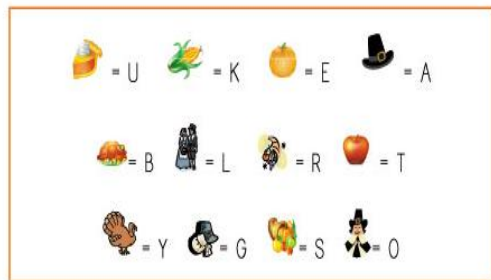 = U = K = E = A
= B = L = R = T
= Y = G = S = O